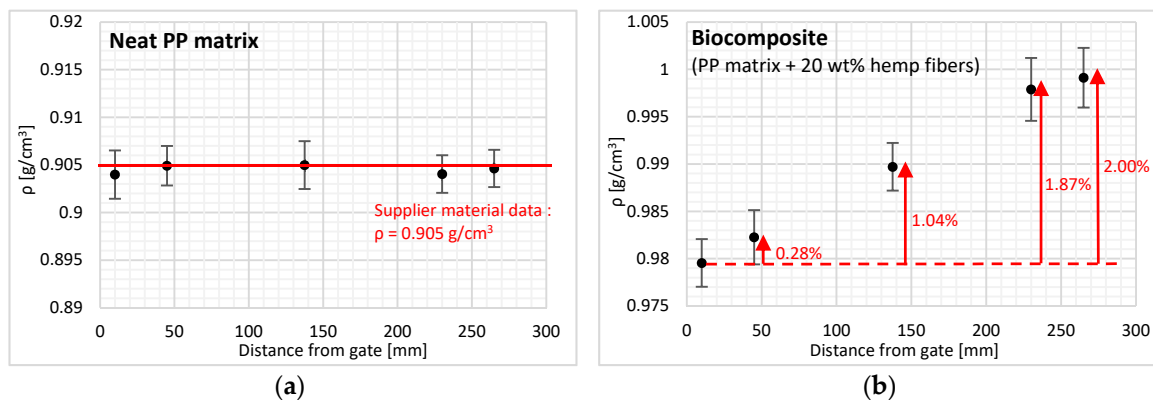 Neat PP matrix
0.92
0.915
0.91
0.905
0.9
0.895
0.89
ρ [g/cm³]
Supplier material data :
ρ = 0.905 g/cm³
0 50 100 150 200 250 300
Distance from gate [mm]
(a)
Biocomposite
(PP matrix + 20 wt% hemp fibers)
1.005
1
0.995
0.99
0.985
0.98
0.975
ρ [g/cm³]
0.28%
1.04%
1.87%
2.00%
0 50 100 150 200 250 300
Distance from gate [mm]
(b)